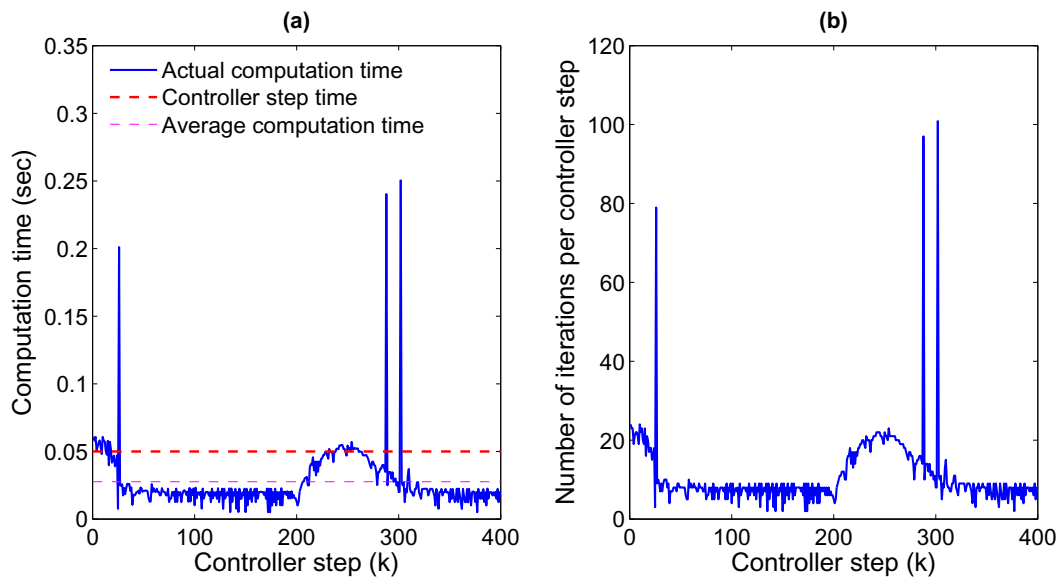 (a)
0.35
0.3
0.25
0.2
0.15
0.1
0.05
0
0
100
200
300
400
Computation time (sec)
Controller step (k)
Actual computation time
Controller step time
Average computation time
(b)
120
100
80
60
40
20
0
0
100
200
300
400
Number of iterations per controller step
Controller step (k)